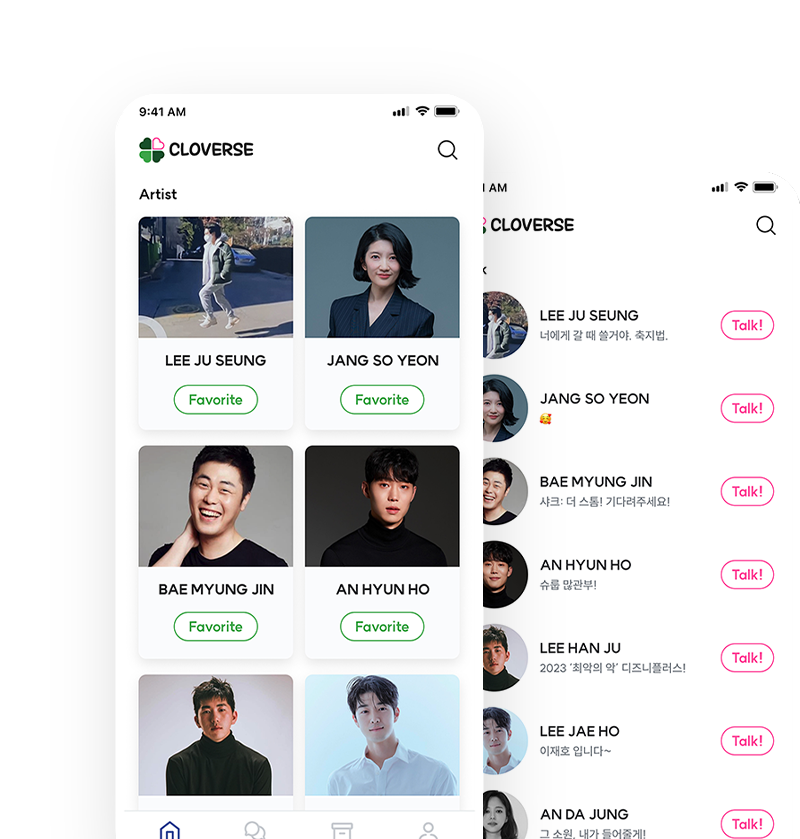 9:41 AM
CLOVERSE
Artist
LEE JU SEUNG
Favorite
JANG SO YEON
Favorite
BAE MYUNG JIN
Favorite
AN HYUN HO
Favorite
AM
CLOVERSE
LEE JU SEUNG
너에게 갈 때 쓸거야, 축지법.
Talk!
JANG SO YEON
🥰
Talk!
BAE MYUNG JIN
샤크: 더 스톰! 기다려주세요!
Talk!
AN HYUN HO
슈룹 많관부!
Talk!
LEE HAN JU
2023 '최악의 악' 디즈니플러스!
Talk!
LEE JAE HO
이재호 입니다~
Talk!
AN DA JUNG
그 소원, 내가 들어줄게!
Talk!